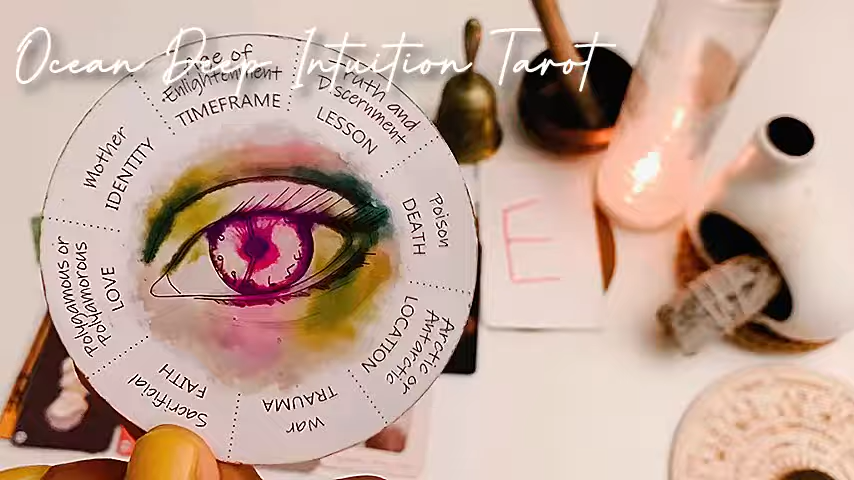 Ocean Deep Intuition Tarot
of
Enlightenment
TIMEFRAME
Truth and
Discernment
LESSON
Poison
DEATH
Arctic or
Antarctic
LOCATION
War
TRAUMA
Sacrificial
FAITH
Polygamous or
Polyamorous
LOVE
Mother
IDENTITY
E